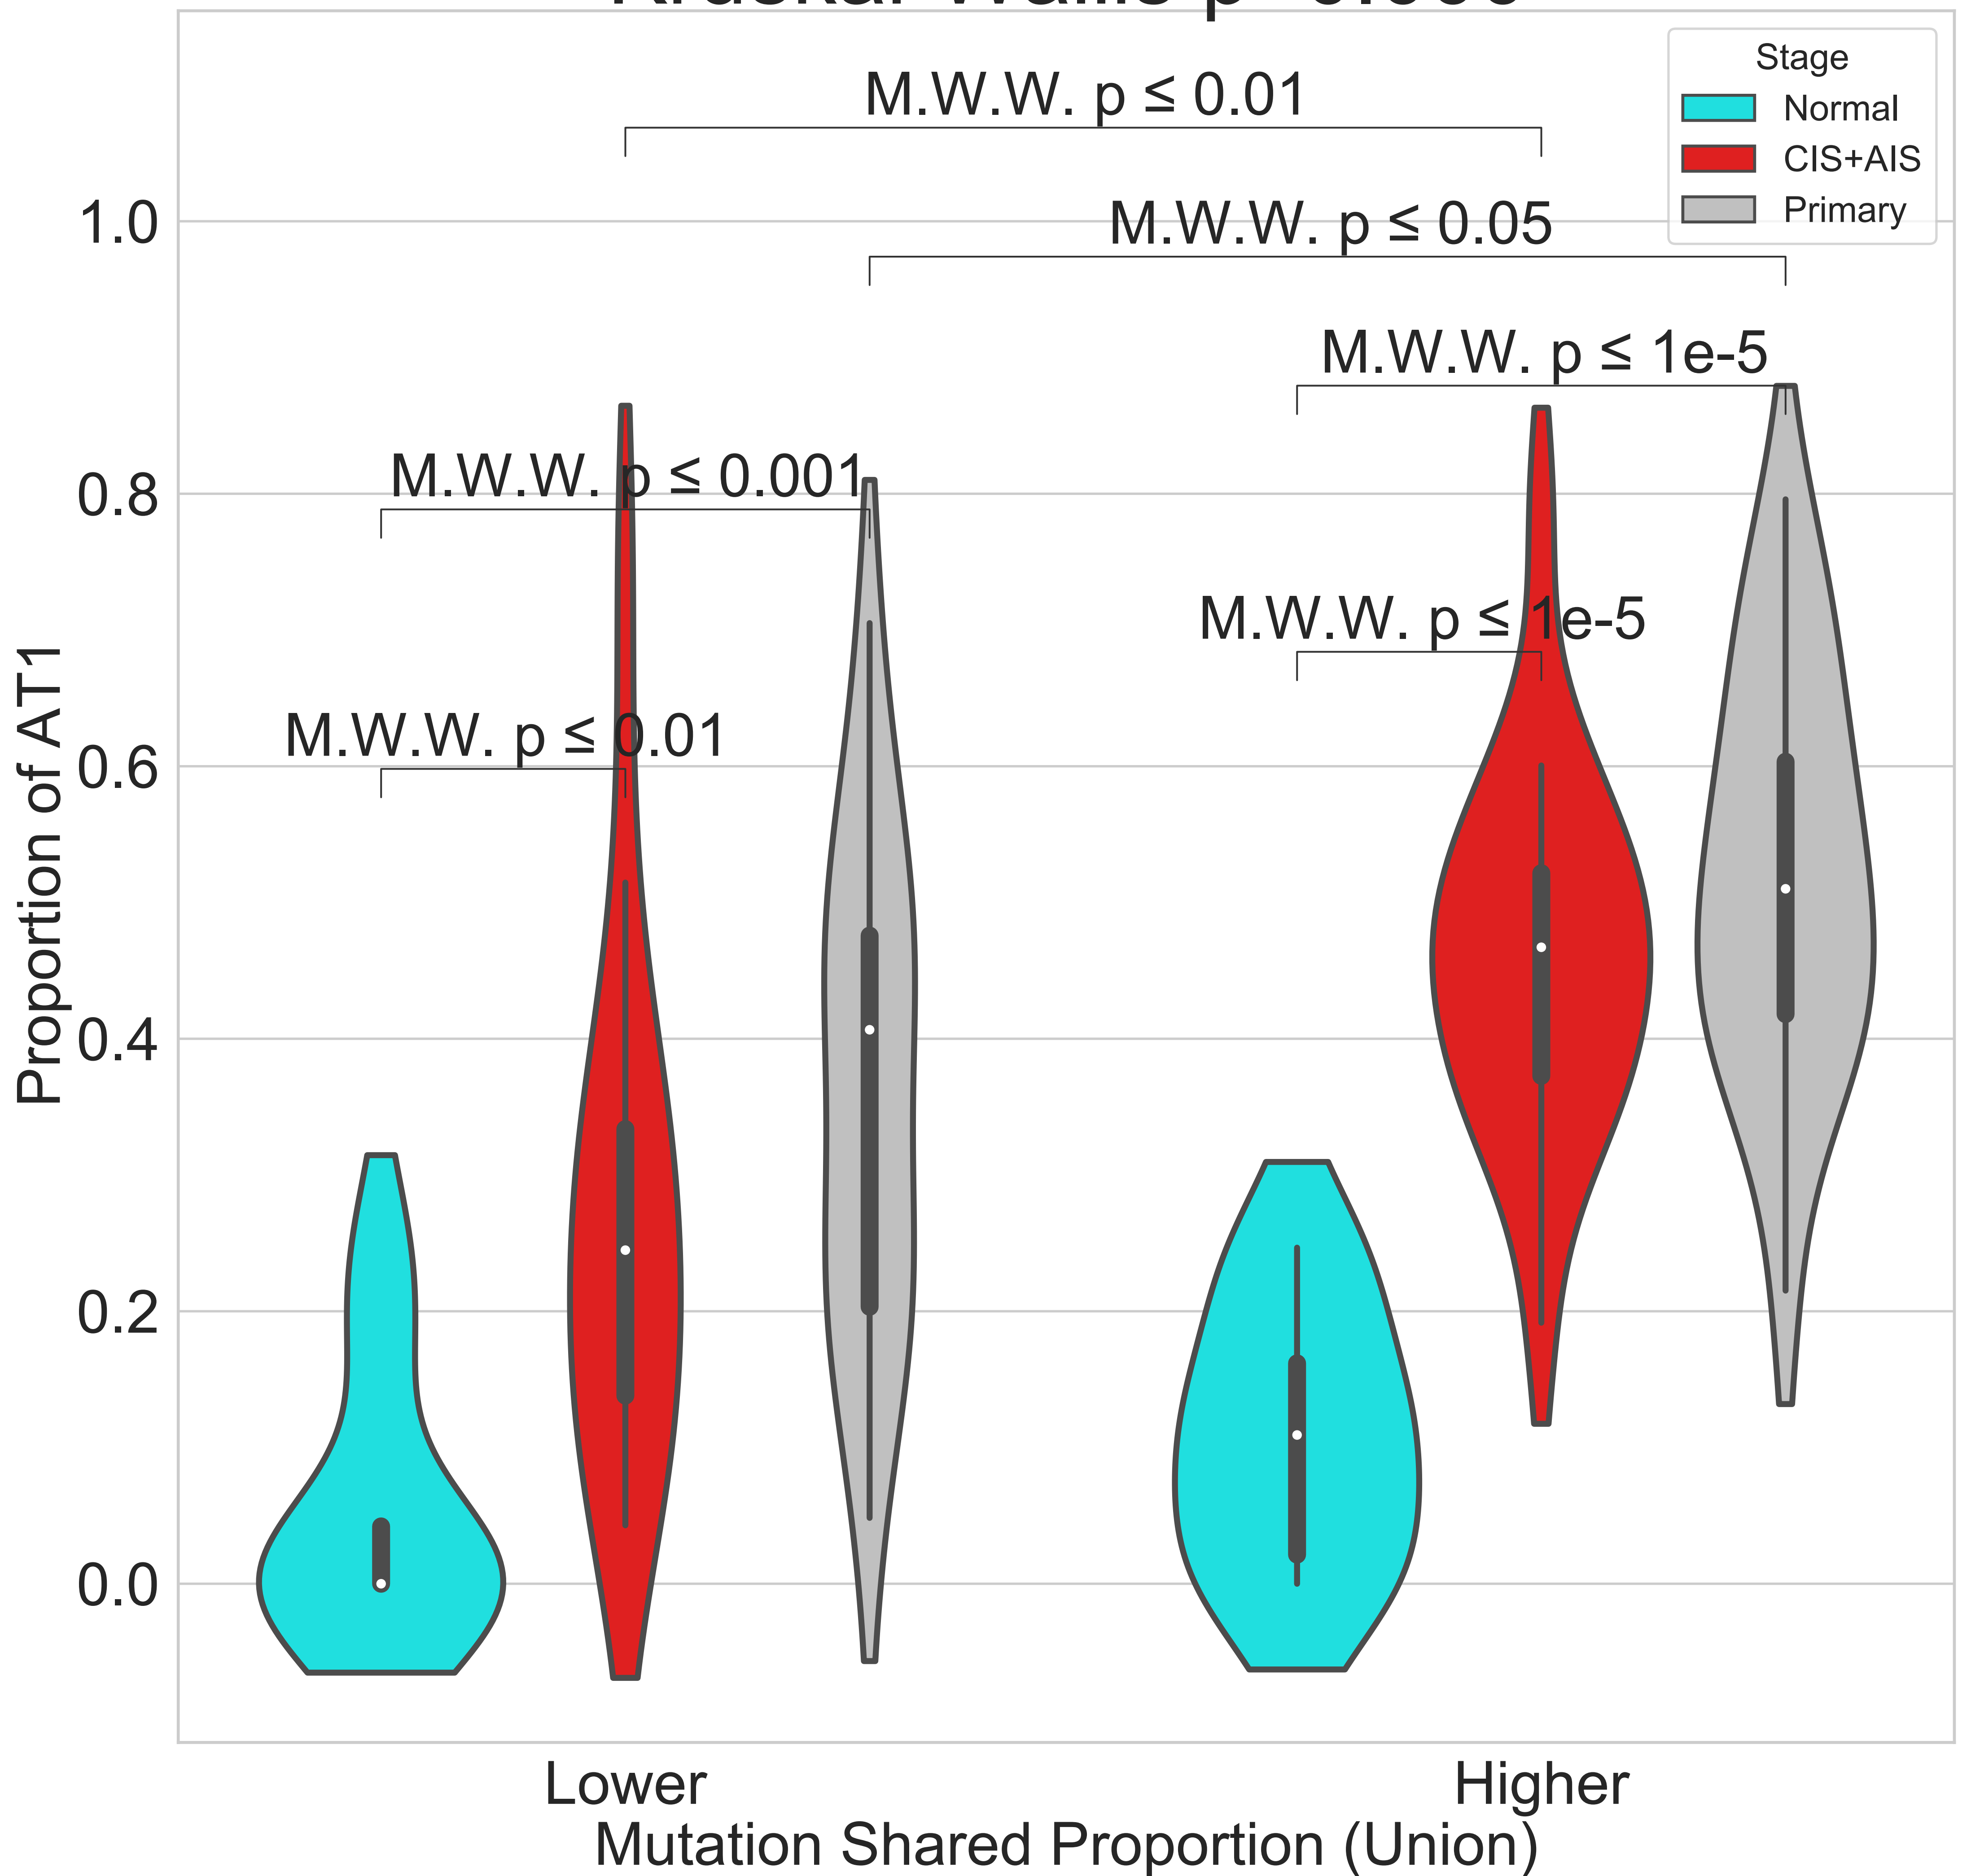 Stage
Normal
CIS+AIS
Primary
M.W.W. p ≤ 0.01
M.W.W. p ≤ 0.05
M.W.W. p ≤ 1e-5
M.W.W. p ≤ 0.001
M.W.W. p ≤ 1e-5
M.W.W. p ≤ 0.01
Proportion of AT1
1.0
0.8
0.6
0.4
0.2
0.0
Lower
Higher
Mutation Shared Proportion (Union)